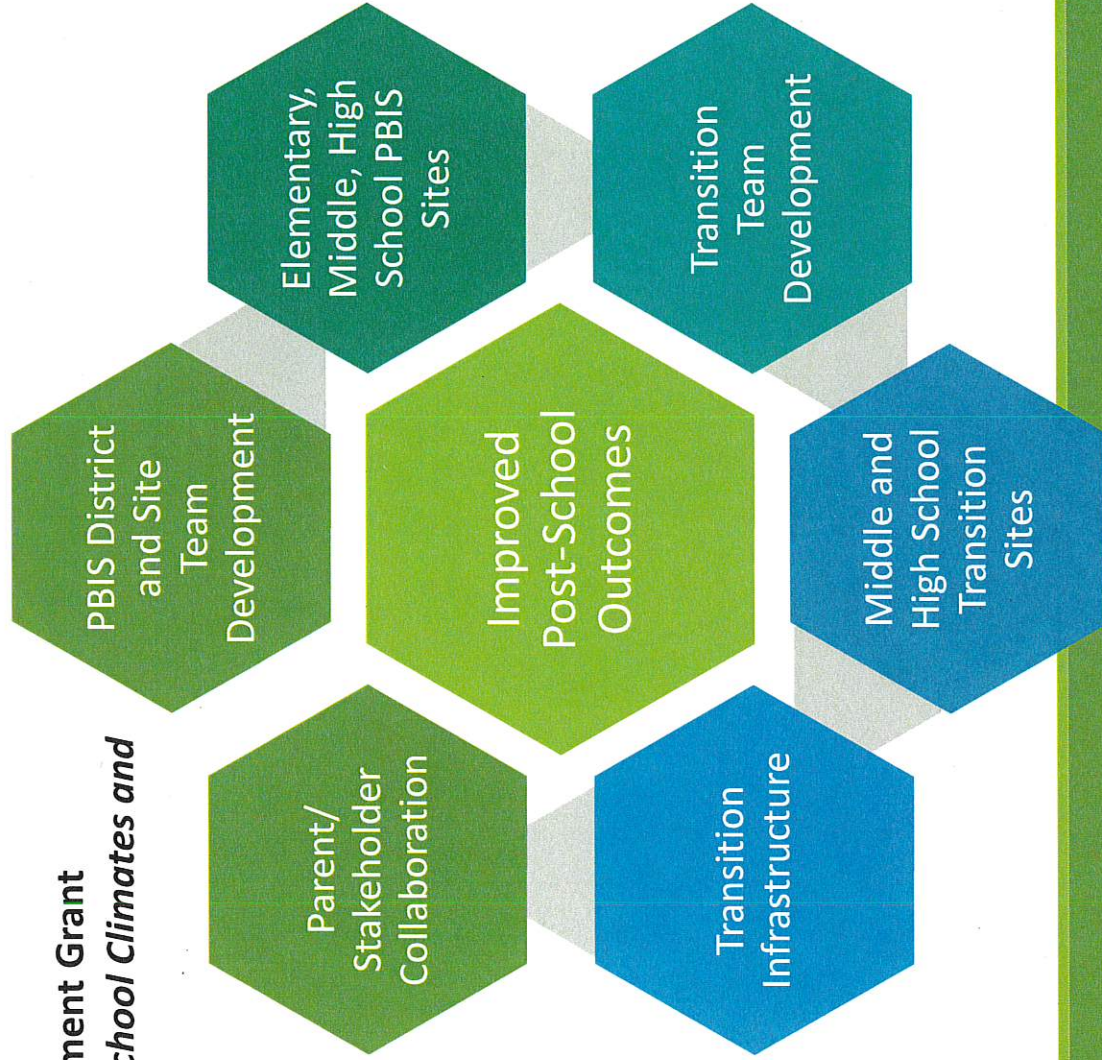 ment Grant
chool Climates and
PBIS District
and Site
Team
Development
Elementary,
Middle, High
School PBIS
Sites
Transition
Team
Development
Middle and
High School
Transition
Sites
Transition
Infrastructure
Parent/
Stakeholder
Collaboration
Improved
Post-School
Outcomes